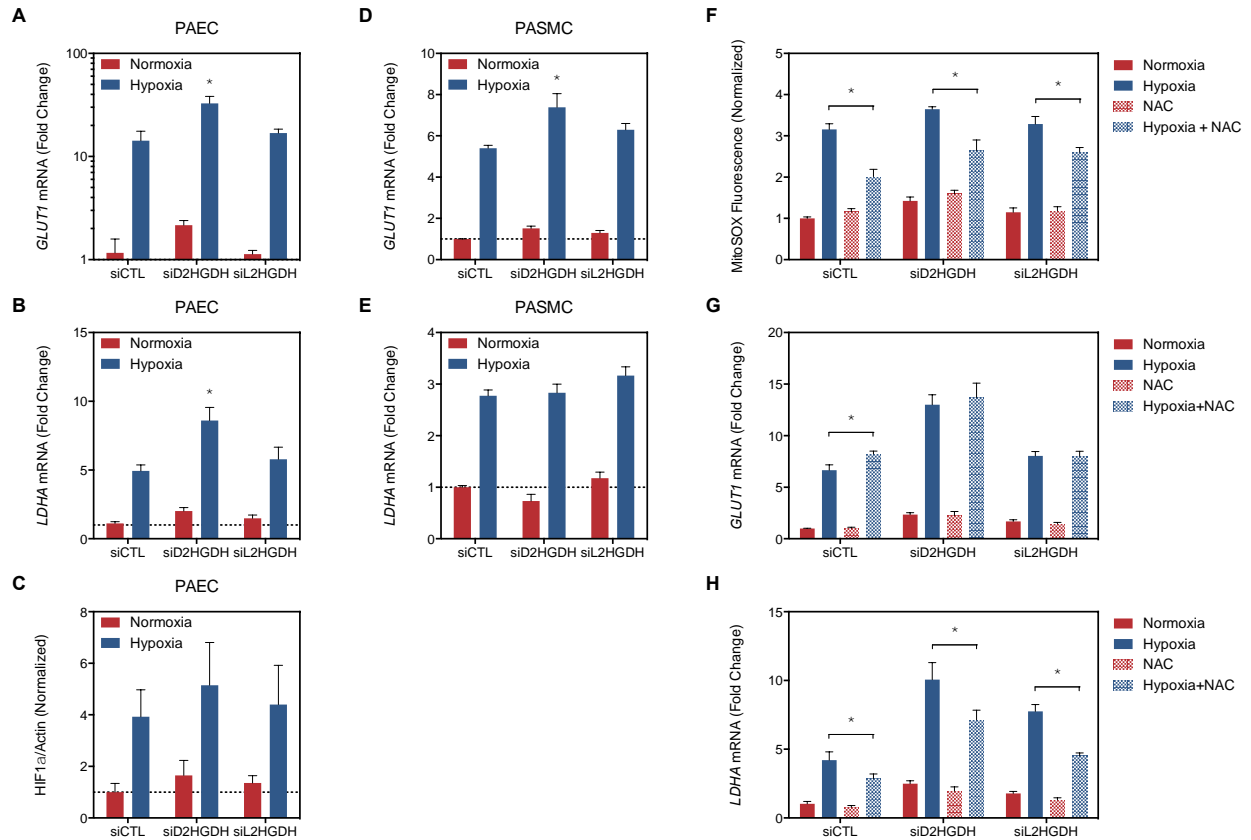 A
PAEC
GLUT1 mRNA (Fold Change)
100
10
1
Normoxia
Hypoxia
*
siCTL
siD2HGDH
siL2HGDH
B
PAEC
LDHA mRNA (Fold Change)
15
10
5
0
Normoxia
Hypoxia
*
siCTL
siD2HGDH
siL2HGDH
C
PAEC
HIF1a/Actin (Normalized)
8
6
4
2
0
Normoxia
Hypoxia
siCTL
siD2HGDH
siL2HGDH
D
PASMC
GLUT1 mRNA (Fold Change)
10
8
6
4
2
0
Normoxia
Hypoxia
*
siCTL
siD2HGDH
siL2HGDH
E
PASMC
LDHA mRNA (Fold Change)
4
3
2
1
0
Normoxia
Hypoxia
siCTL
siD2HGDH
siL2HGDH
F
MitoSOX Fluorescence (Normalized)
5
4
3
2
1
0
*
*
*
siCTL
siD2HGDH
siL2HGDH
Normoxia
Hypoxia
NAC
Hypoxia + NAC
G
GLUT1 mRNA (Fold Change)
20
15
10
5
0
*
siCTL
siD2HGDH
siL2HGDH
Normoxia
Hypoxia
NAC
Hypoxia+NAC
H
LDHA mRNA (Fold Change)
15
10
5
0
*
*
*
siCTL
siD2HGDH
siL2HGDH
Normoxia
Hypoxia
NAC
Hypoxia+NAC